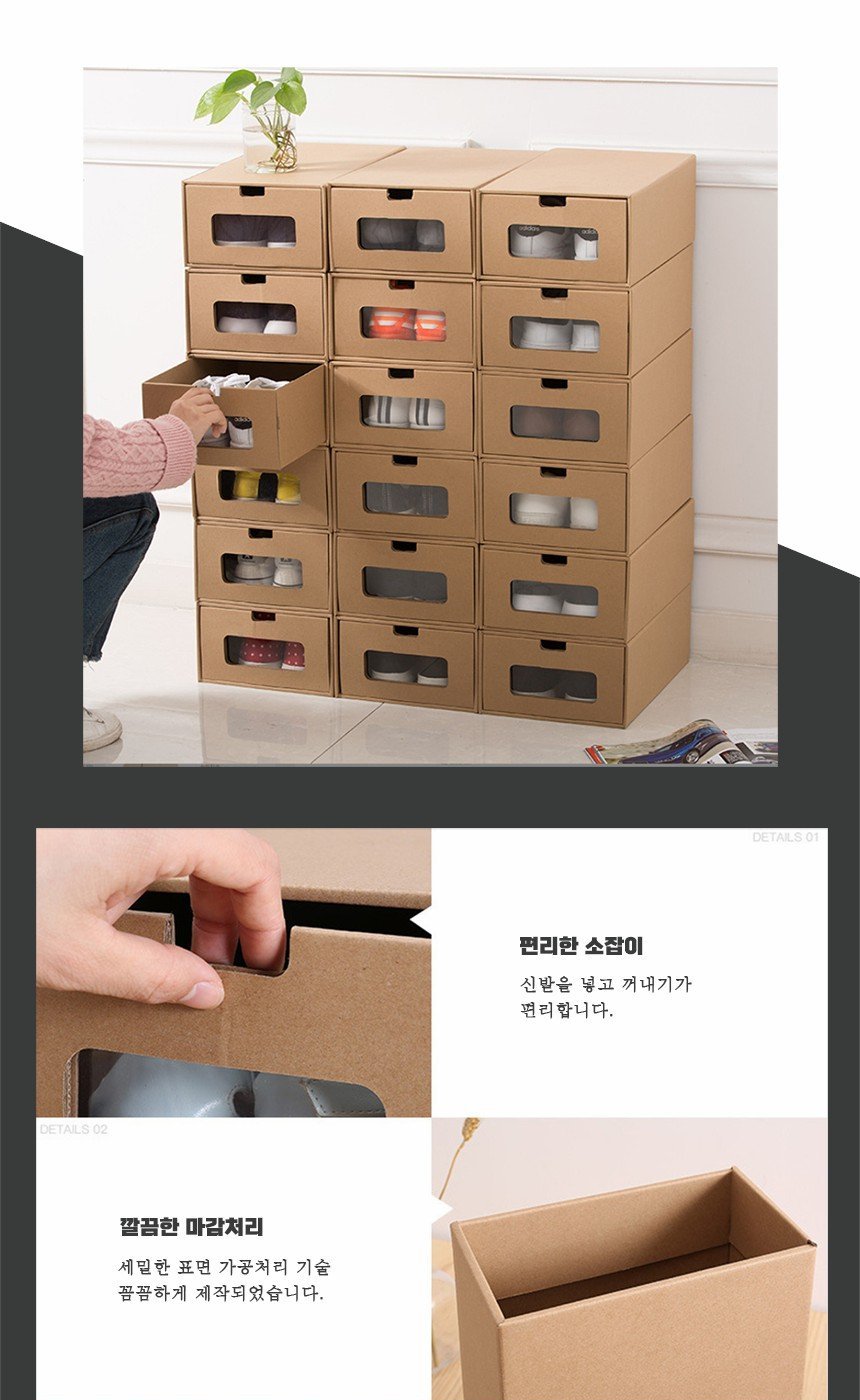 adidas
adidas
DETAILS 01
편리한 소잡이
신발을 넣고 꺼내기가
편리합니다.
DETAILS 02
깔끔한 마감처리
세밀한 표면 가공처리 기술
꼼꼼하게 제작되었습니다.